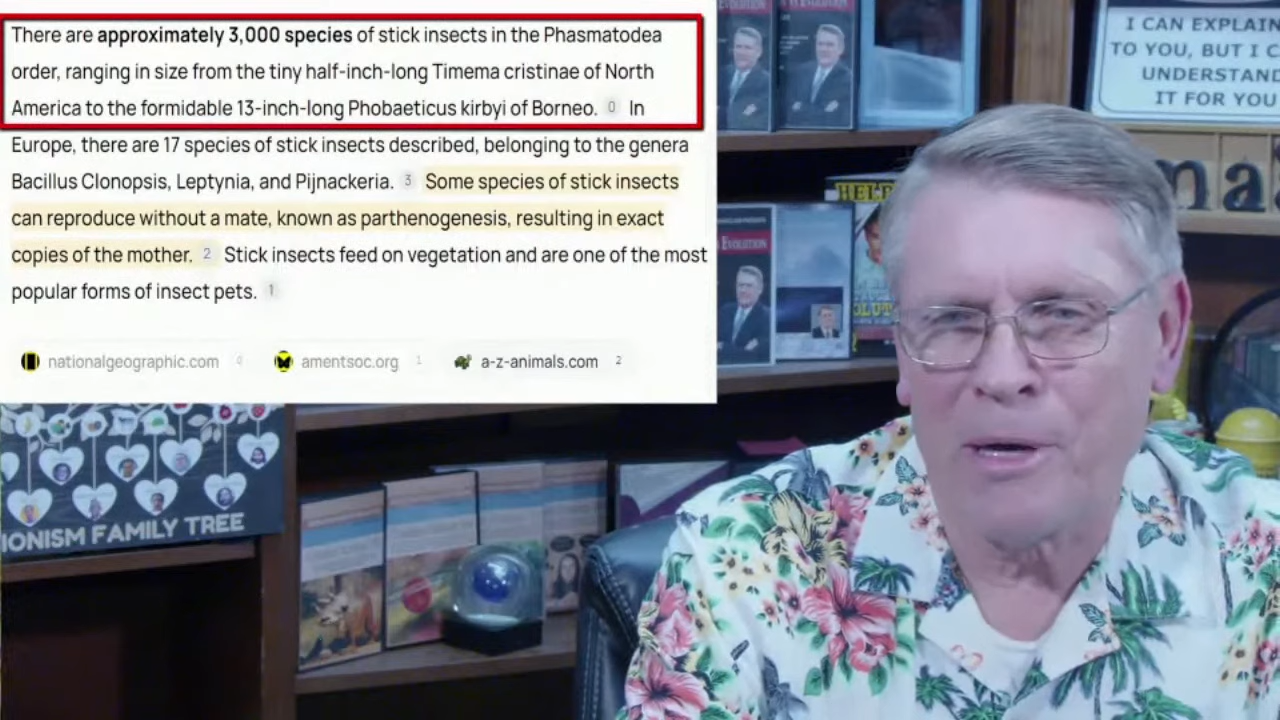 There are approximately 3,000 species of stick insects in the Phasmatodea
order, ranging in size from the tiny half-inch-long Timema cristinae of North
America to the formidable 13-inch-long Phobaeticus kirbyi of Borneo. 0 In
Europe, there are 17 species of stick insects described, belonging to the genera
Bacillus Clonopsis, Leptynia, and Pijnackeria. 3 Some species of stick insects
can reproduce without a mate, known as parthenogenesis, resulting in exact
copies of the mother. 2 Stick insects feed on vegetation and are one of the most
popular forms of insect pets. 1
nationalgeographic.com 0 amentsoc.org 1 a-z-animals.com 2
I CAN EXPLAIN
TO YOU, BUT I C
UNDERSTAND
IT FOR YOU
na
HEL
EVOLUTION
IONISM FAMILY TREE